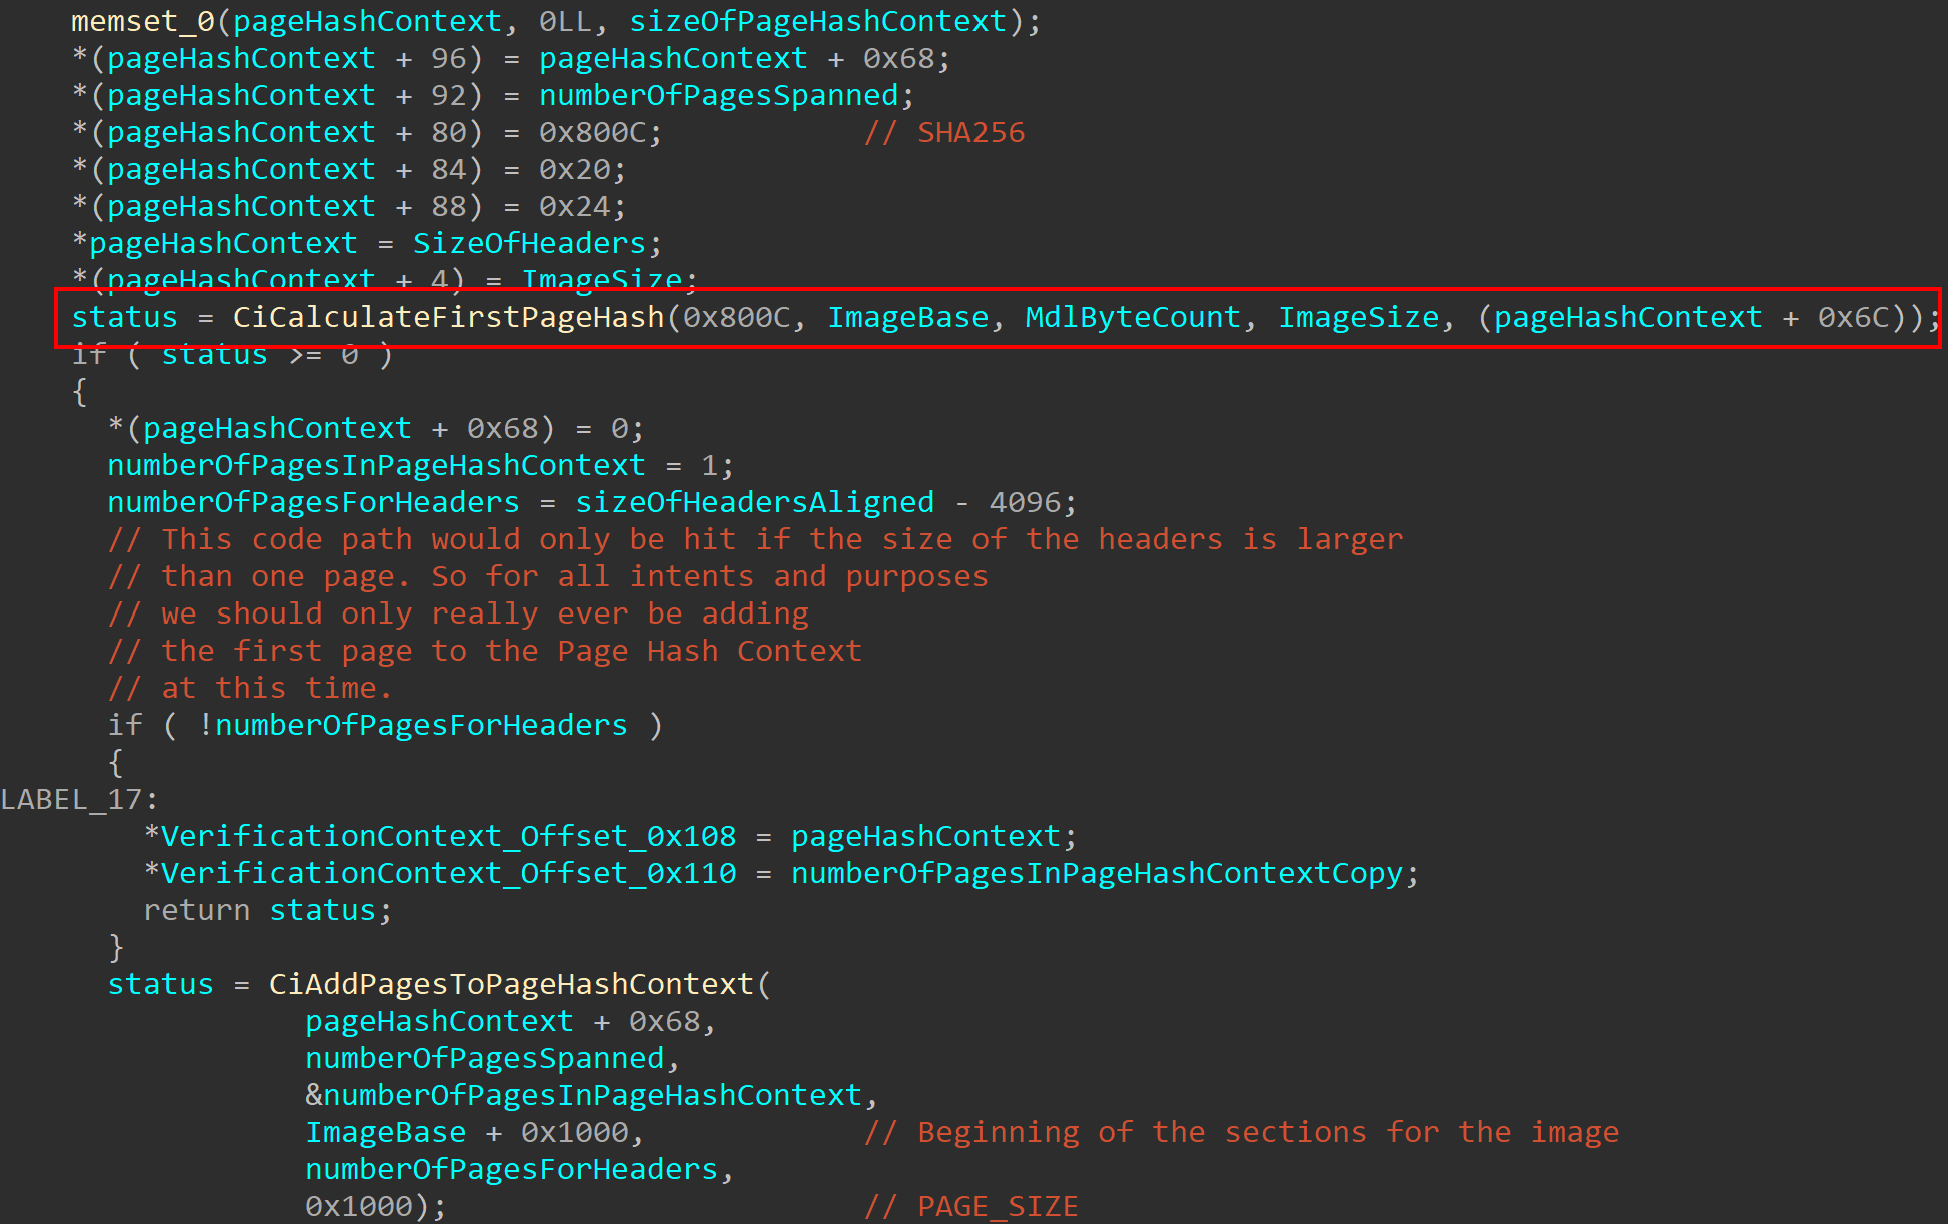 memset_0(pageHashContext, 0LL, sizeOfPageHashContext);
*(pageHashContext + 96) = pageHashContext + 0x68;
*(pageHashContext + 92) = numberOfPagesSpanned;
*(pageHashContext + 80) = 0x800C;            // SHA256
*(pageHashContext + 84) = 0x20;
*(pageHashContext + 88) = 0x24;
*pageHashContext = SizeOfHeaders;
*(pageHashContext + 4) = ImageSize;
status = CiCalculateFirstPageHash(0x800C, ImageBase, MdlByteCount, ImageSize, (pageHashContext + 0x6C));
if ( status >= 0 )
{
  *(pageHashContext + 0x68) = 0;
  numberOfPagesInPageHashContext = 1;
  numberOfPagesForHeaders = sizeOfHeadersAligned - 4096;
  // This code path would only be hit if the size of the headers is larger
  // than one page. So for all intents and purposes
  // we should only really ever be adding
  // the first page to the Page Hash Context
  // at this time.
  if ( !numberOfPagesForHeaders )
  {
LABEL_17:
    *VerificationContext_Offset_0x108 = pageHashContext;
    *VerificationContext_Offset_0x110 = numberOfPagesInPageHashContextCopy;
    return status;
  }
  status = CiAddPagesToPageHashContext(
             pageHashContext + 0x68,
             numberOfPagesSpanned,
             &numberOfPagesInPageHashContext,
             ImageBase + 0x1000,            // Beginning of the sections for the image
             numberOfPagesForHeaders,
             0x1000);                       // PAGE_SIZE